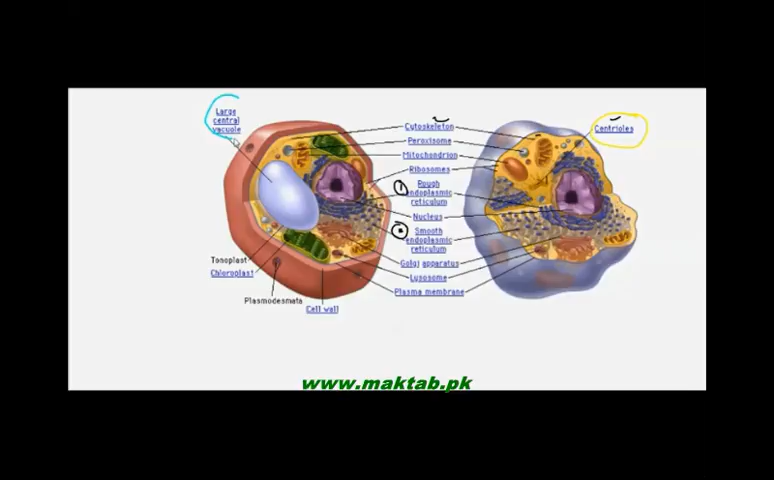 Large
central
vacuole
Cytoskeleton
Peroxisome
Mitochondrion
Ribosomes
Rough
endoplasmic
reticulum
Nucleus
Smooth
endoplasmic
reticulum
Golgi apparatus
Lysosome
Plasma membrane
Centrioles
Tonoplast
Chloroplast
Plasmodesmata
Cell wall
www.maktab.pk